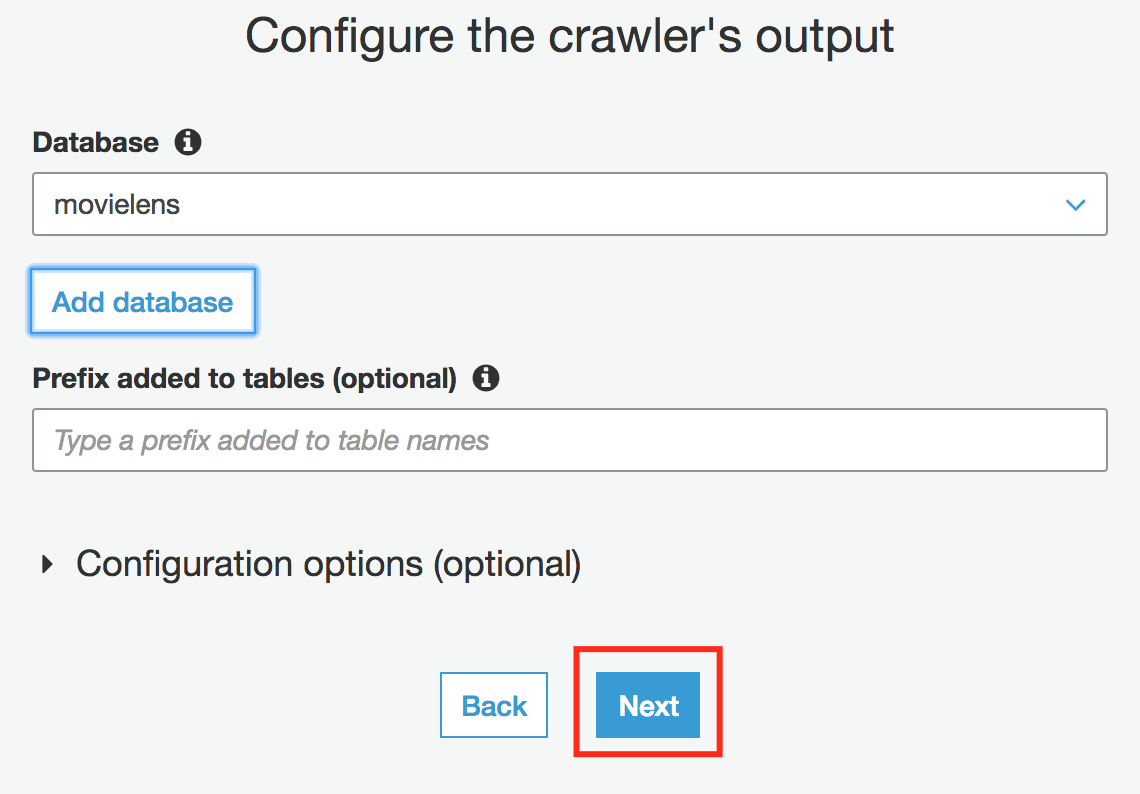 Configure the crawler's output
Database
movielens
Add database
Prefix added to tables (optional)
Type a prefix added to table names
Configuration options (optional)
Back Next